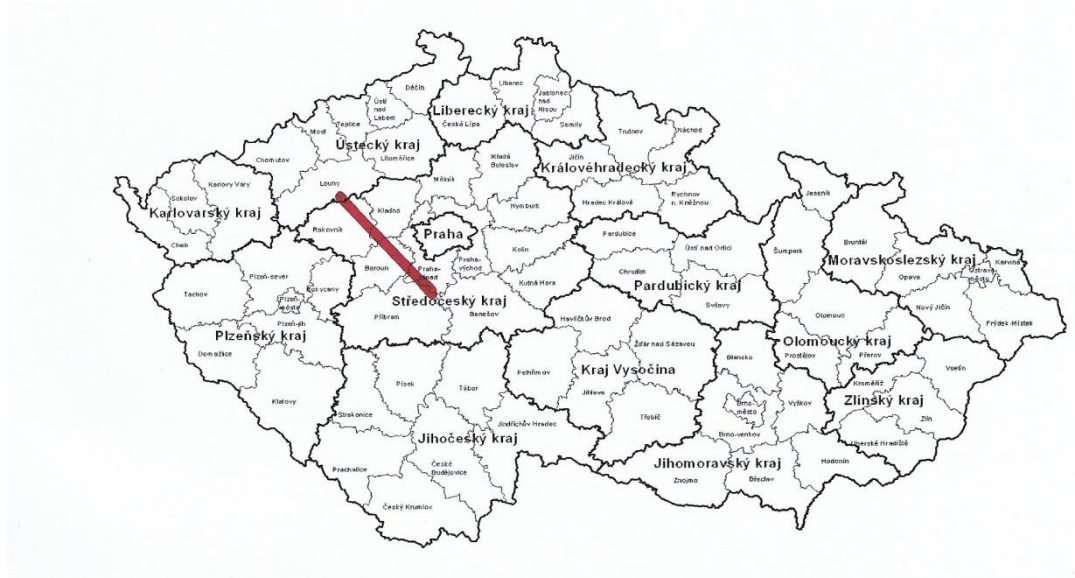 Děčín
Liberec
Ústí
nad
Labem
Jablonec
nad
Nisou
Liberecký kraj
Teplice
Česká Lípa
Semily
Trutnov
Náchod
Most
Ústecký kraj
Litoměřice
Chomutov
Mladá
Boleslav
Jičín
Královéhradecký kraj
Louny
Mělník
Karlovy Vary
Sokolov
Karlovarský kraj
Kladno
Nymburk
Hradec Králové
Rychnov
n. Kněžnou
Jeseník
Cheb
Rakovník
Praha
Pardubice
Kolín
Ústí nad Orlicí
Šumperk
Bruntál
Moravskoslezský kraj
Karviná
Ostrava
město
Opava
Beroun
Praha-
Praha-
východ
Chrudim
Pardubický kraj
Plzeň-sever
Rokycany
Tachov
Plzeň-
město
Středočeský kraj
Kutná Hora
Svitavy
Nový Jičín
Frýdek-Místek
Příbram
Benešov
Havlíčkův Brod
Olomouc
Plzeň-jih
Plzeňský kraj
Žďár nad Sázavou
Olomoucký kraj
Domažlice
Blansko
Prostějov
Přerov
Vsetín
Pelhřimov
Kraj Vysočina
Kroměříž
Písek
Tábor
Jihlava
Klatovy
Brno-
město
Vyškov
Zlínský kraj
Strakonice
Třebíč
Zlín
Jindřichův Hradec
Jihočeský kraj
Brno-venkov
Uherské Hradiště
Prachatice
České
Budějovice
Jihomoravský kraj
Hodonín
Znojmo
Břeclav
Český Krumlov